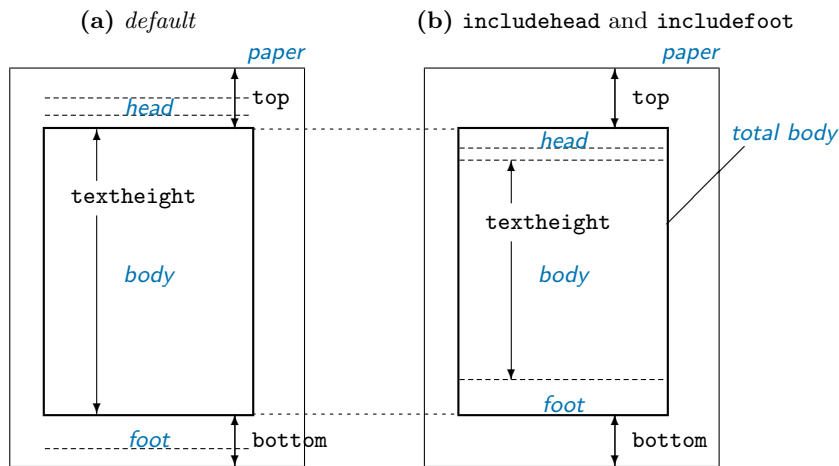 (a) default
(b) includehead and includefoot
paper
paper
top
top
head
head
total body
textheight
textheight
body
body
foot
foot
bottom
bottom